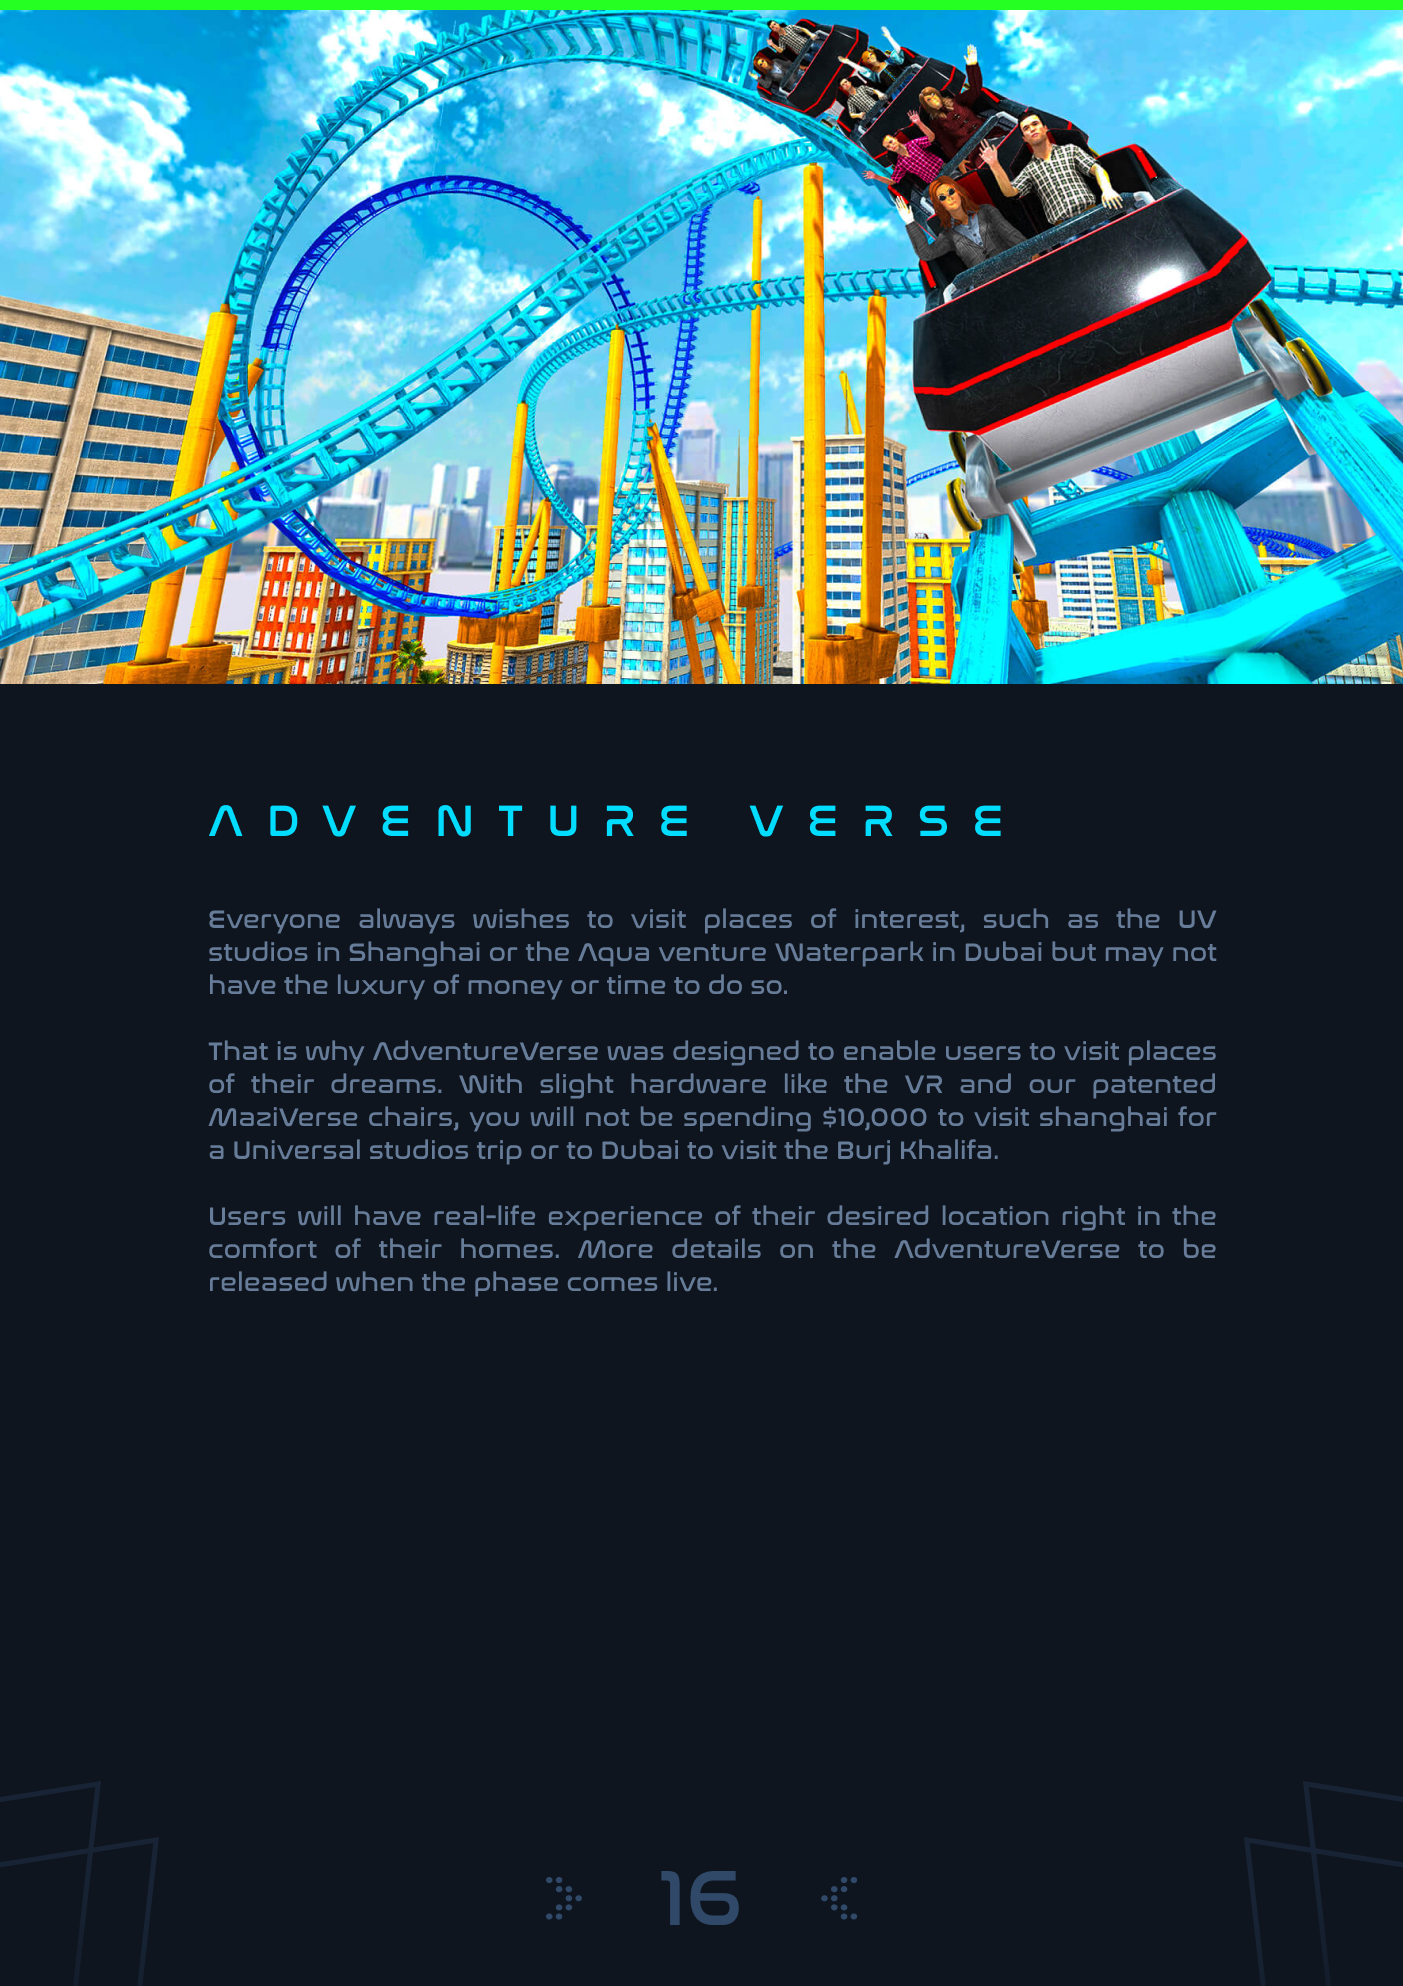 ADVENTURE VERSE
Everyone always wishes to visit places of interest, such as the UV
studios in Shanghai or the Aqua venture Waterpark in Dubai but may not
have the luxury of money or time to do so.
That is why AdventureVerse was designed to enable users to visit places
of their dreams. With slight hardware like the VR and our patented
MaziVerse chairs, you will not be spending $10,000 to visit shanghai for
a Universal studios trip or to Dubai to visit the Burj Khalifa.
Users will have real-life experience of their desired location right in the
comfort of their homes. More details on the AdventureVerse to be
released when the phase comes live.
16